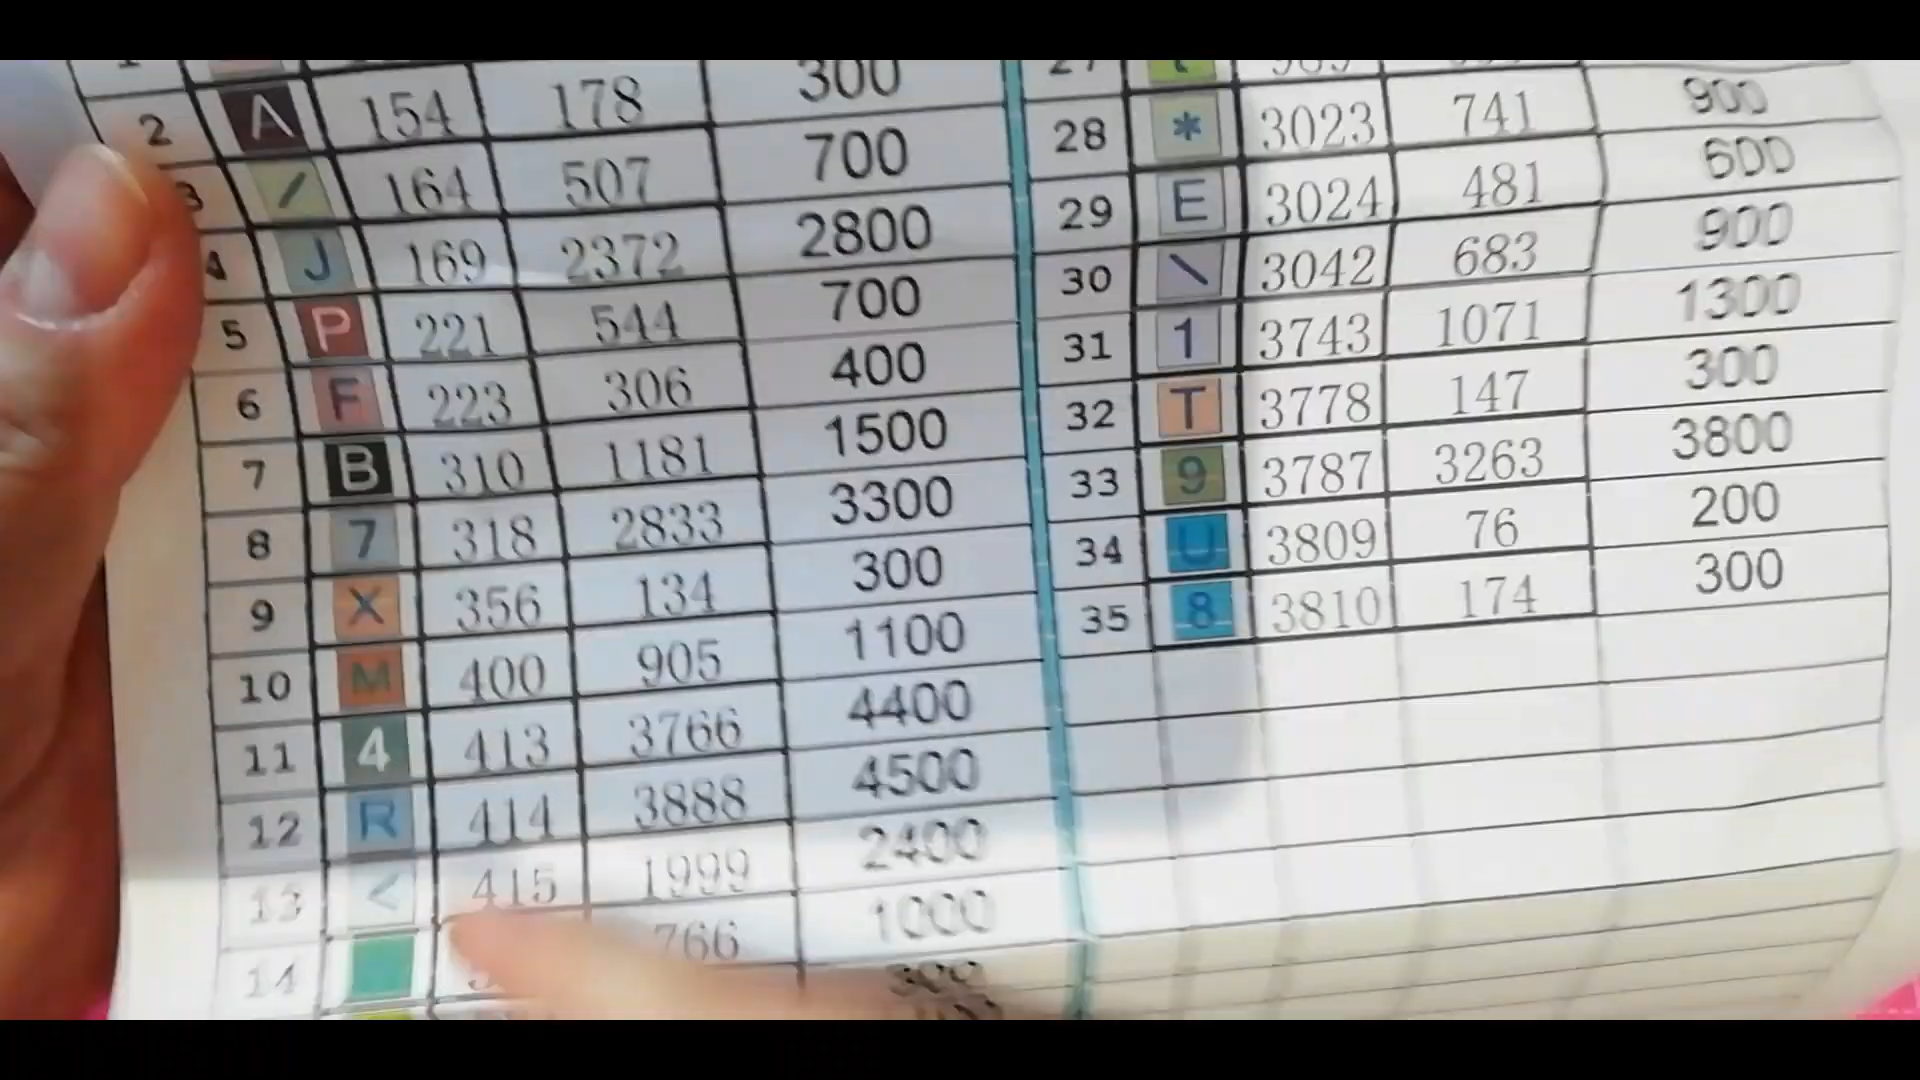 2 A 154 178 300
3 / 164 507 700
4 J 169 2372 2800
5 P 221 544 700
6 F 223 306 400
7 B 310 1181 1500
8 7 318 2833 3300
9 X 356 134 300
10 M 400 905 1100
11 4 413 3766 4400
12 R 414 3888 4500
13 < 415 1999 2400
14 766 1000
300
27 t
28 * 3023 741 900
29 E 3024 481 600
30 \ 3042 683 900
31 1 3743 1071 1300
32 T 3778 147 300
33 9 3787 3263 3800
34 U 3809 76 200
35 8 3810 174 300